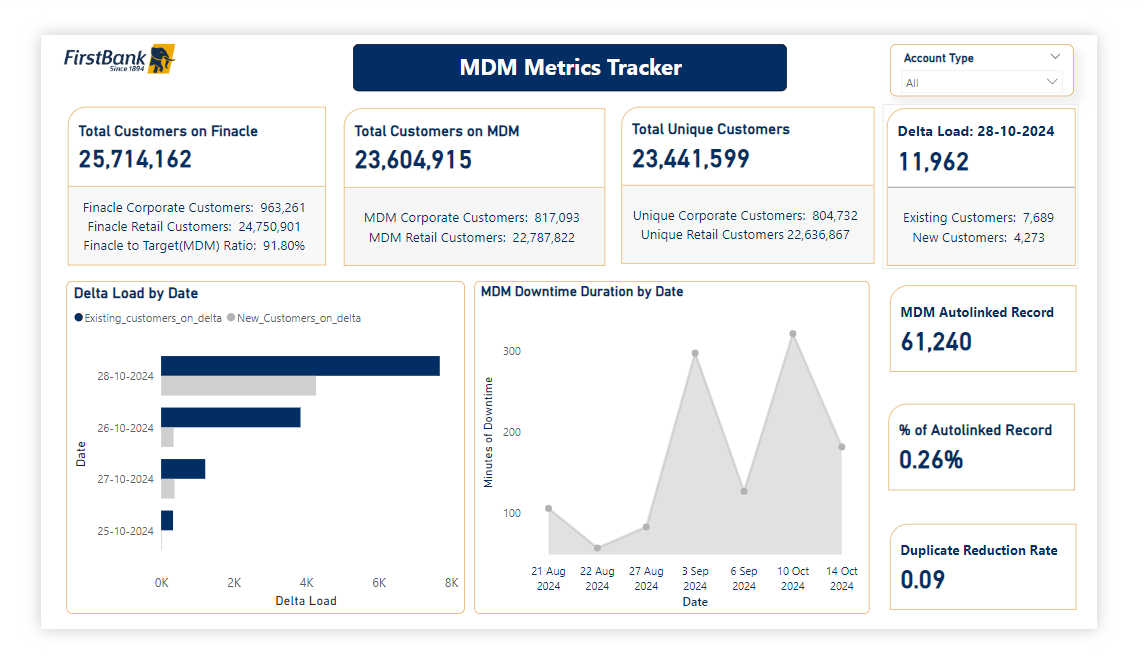 FirstBank
Since 1894
MDM Metrics Tracker
Account Type
All
Total Customers on Finacle
25,714,162
Finacle Corporate Customers: 963,261
Finacle Retail Customers: 24,750,901
Finacle to Target(MDM) Ratio: 91.80%
Total Customers on MDM
23,604,915
MDM Corporate Customers: 817,093
MDM Retail Customers: 22,787,822
Total Unique Customers
23,441,599
Unique Corporate Customers: 804,732
Unique Retail Customers 22,636,867
Delta Load: 28-10-2024
11,962
Existing Customers: 7,689
New Customers: 4,273
Delta Load by Date
Existing_customers_on_delta New_Customers_on_delta
28-10-2024
26-10-2024
27-10-2024
25-10-2024
Date
0K 2K 4K 6K 8K
Delta Load
MDM Downtime Duration by Date
Minutes of Downtime
300
200
100
21 Aug 22 Aug 27 Aug 3 Sep 6 Sep 10 Oct 14 Oct
2024 2024 2024 2024 2024 2024 2024
Date
MDM Autolinked Record
61,240
% of Autolinked Record
0.26%
Duplicate Reduction Rate
0.09